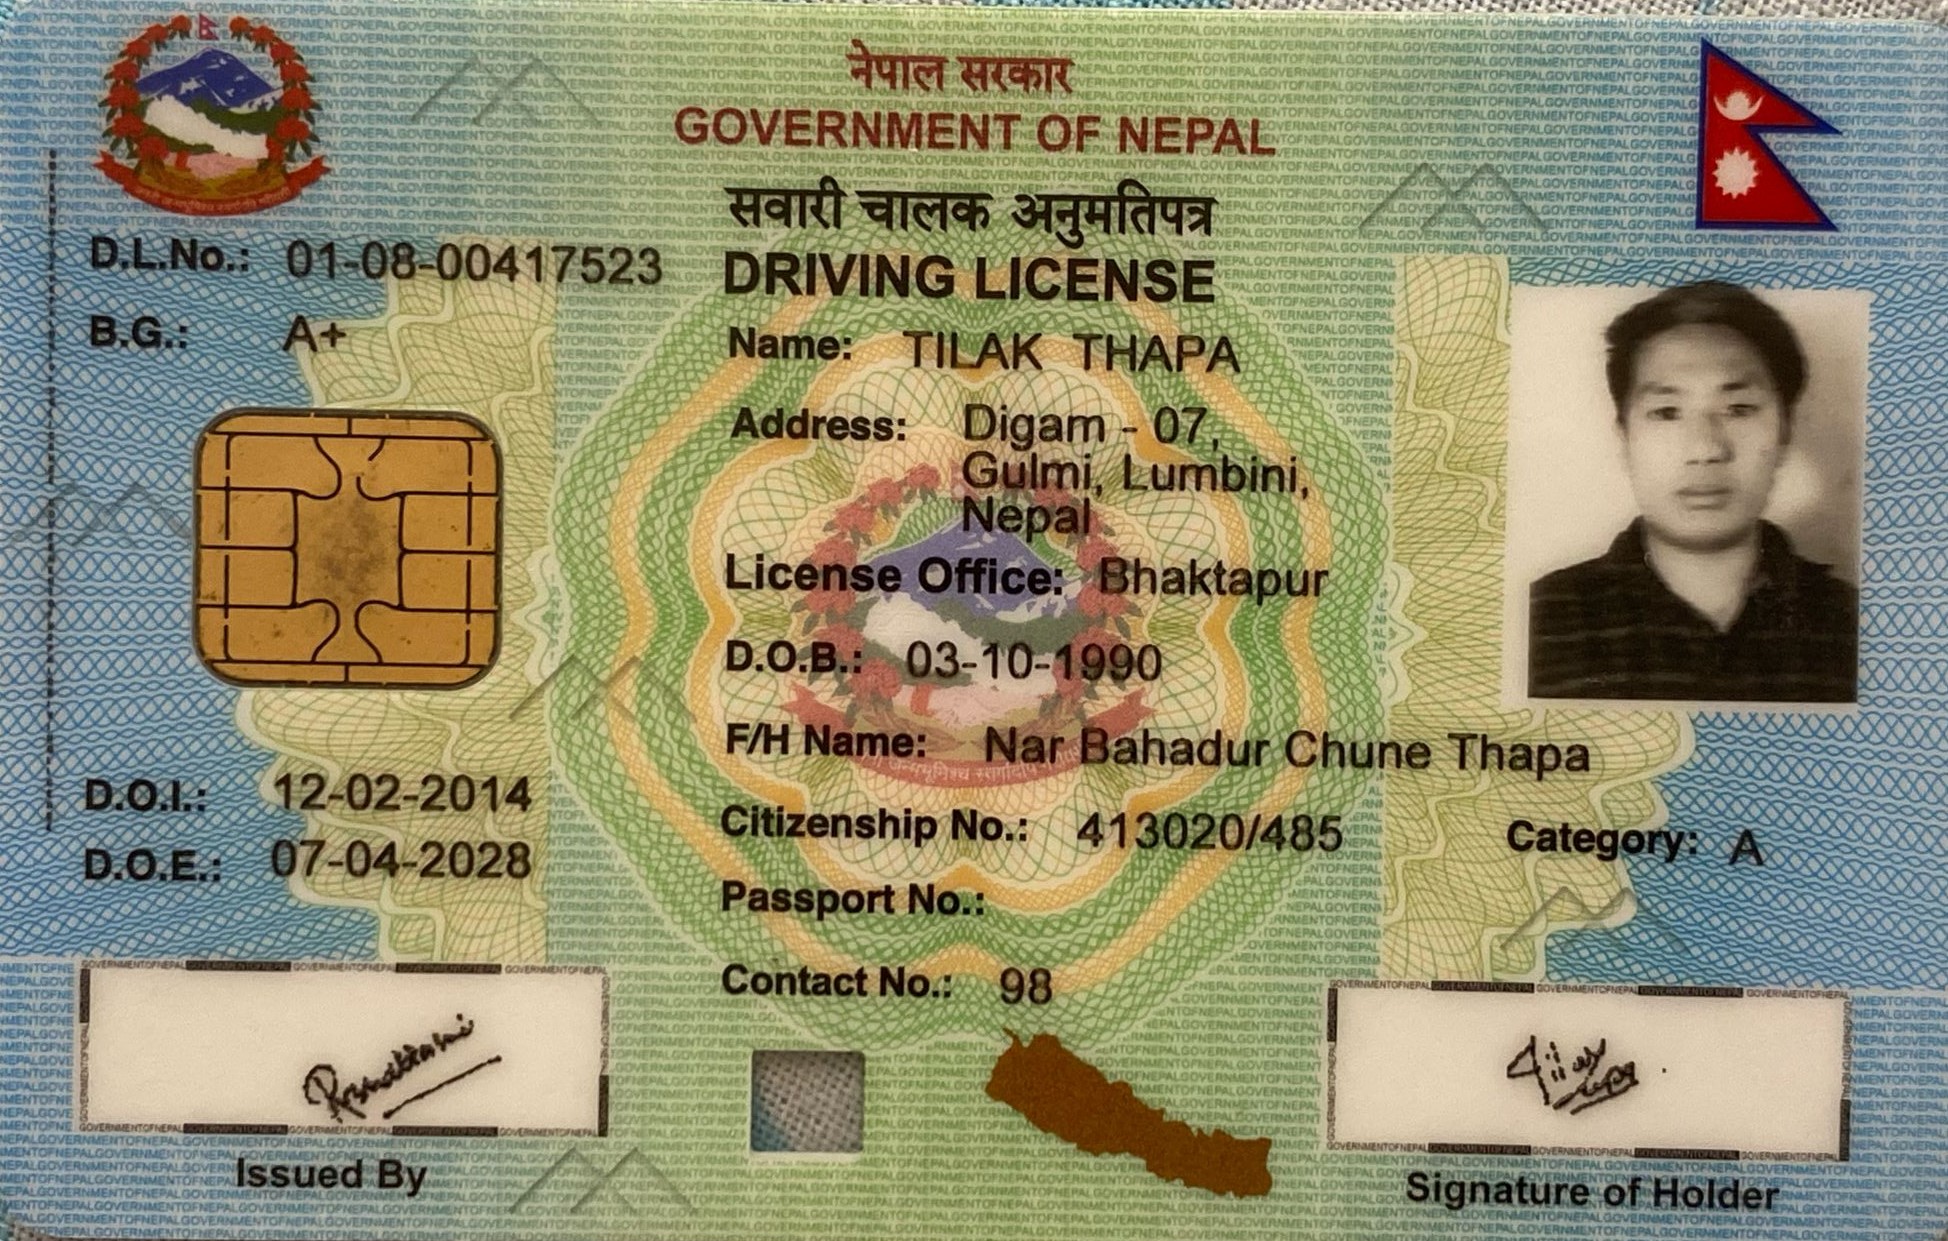 नेपाल सरकार
GOVERNMENT OF NEPAL
सवारी चालक अनुमतिपत्र
DRIVING LICENSE
D.L.No.: 01-08-00417523
B.G.: A+
Name: TILAK THAPA
Address: Digam - 07,
Gulmi, Lumbini,
Nepal
License Office: Bhaktapur
D.O.B.: 03-10-1990
F/H Name: Nar Bahadur Chune Thapa
D.O.I.: 12-02-2014
D.O.E.: 07-04-2028
Citizenship No.: 413020/485
Category: A
Passport No.:
Contact No.: 98
Issued By
Signature of Holder